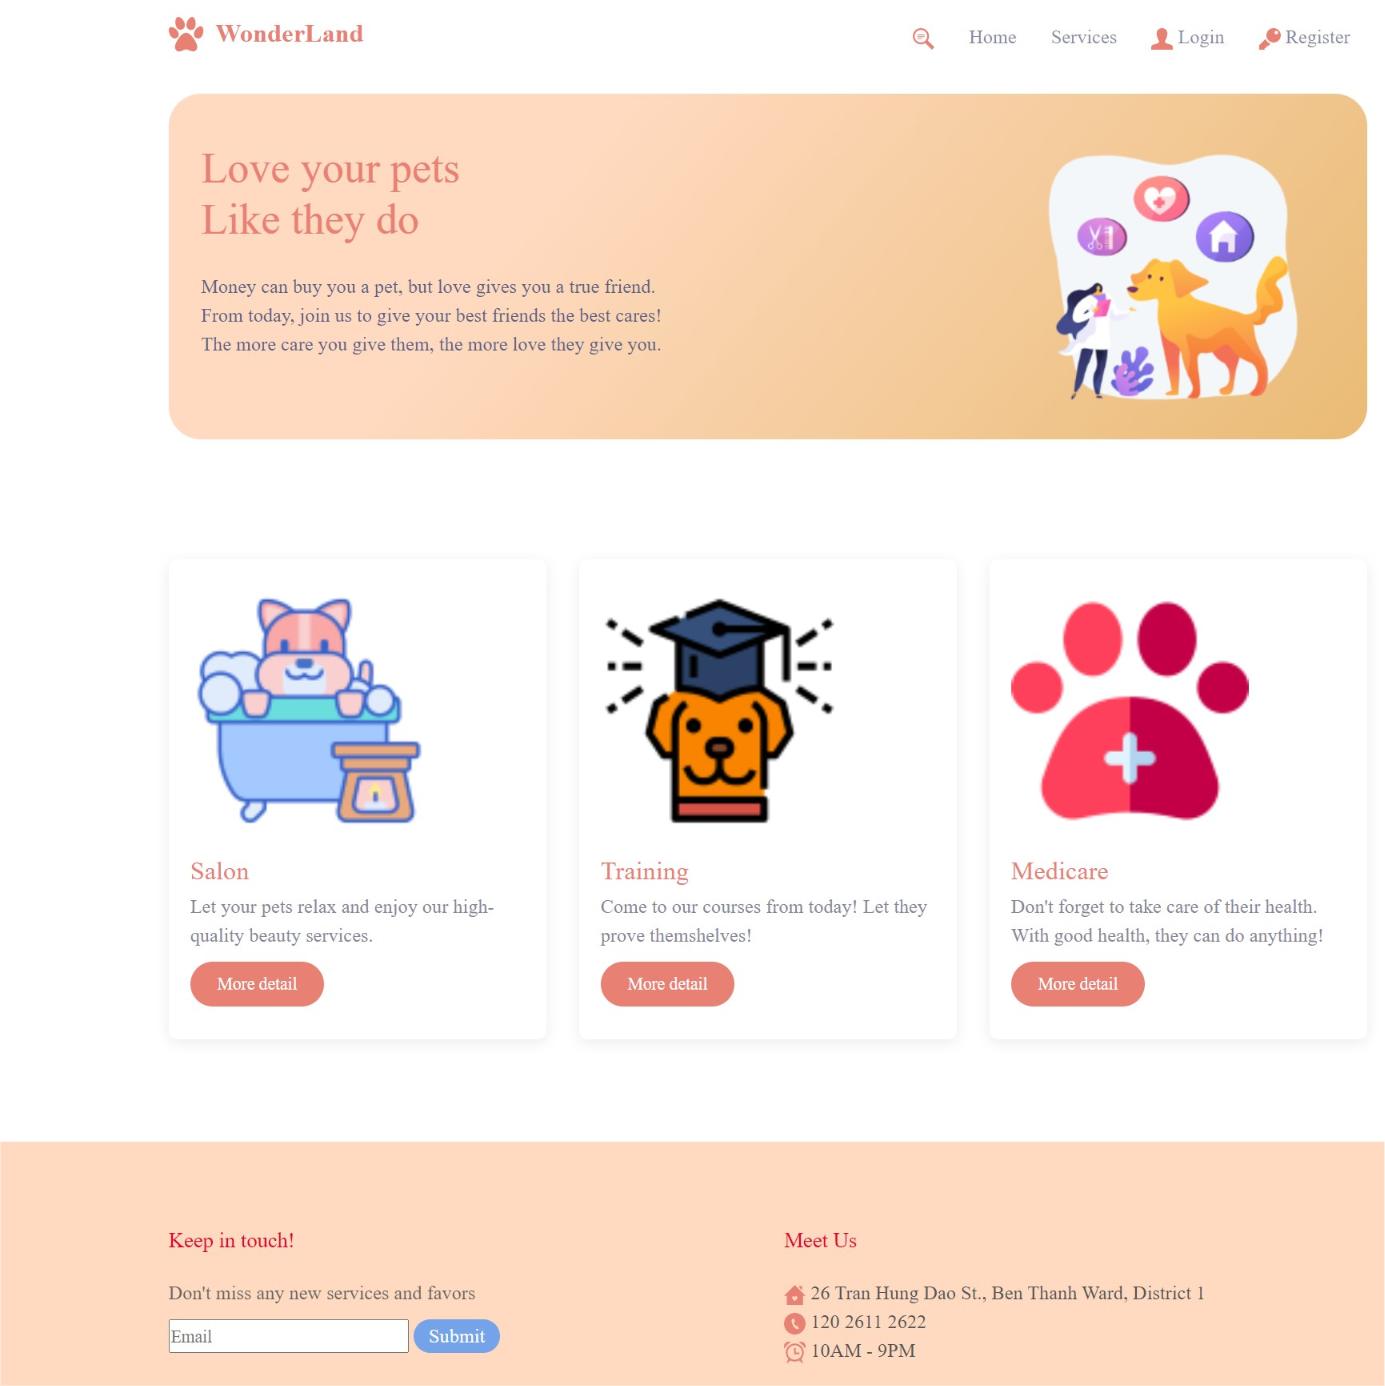 WonderLand
Home
Services
Login
Register
Love your pets
Like they do
Money can buy you a pet, but love gives you a true friend.
From today, join us to give your best friends the best cares!
The more care you give them, the more love they give you.
Salon
Let your pets relax and enjoy our high-
quality beauty services.
More detail
Training
Come to our courses from today! Let they
prove themshelves!
More detail
Medicare
Don't forget to take care of their health.
With good health, they can do anything!
More detail
Keep in touch!
Don't miss any new services and favors
Email
Submit
Meet Us
26 Tran Hung Dao St., Ben Thanh Ward, District 1
120 2611 2622
10AM - 9PM